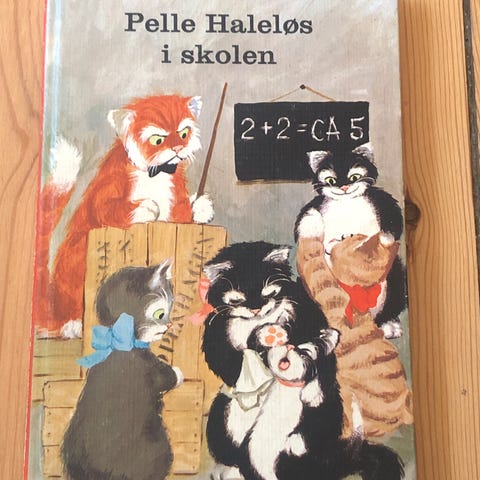 Pelle Haleløs
i skolen
2+2=CA 5